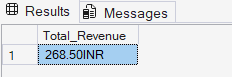 Results Messages
Total_Revenue
1 268.50INR